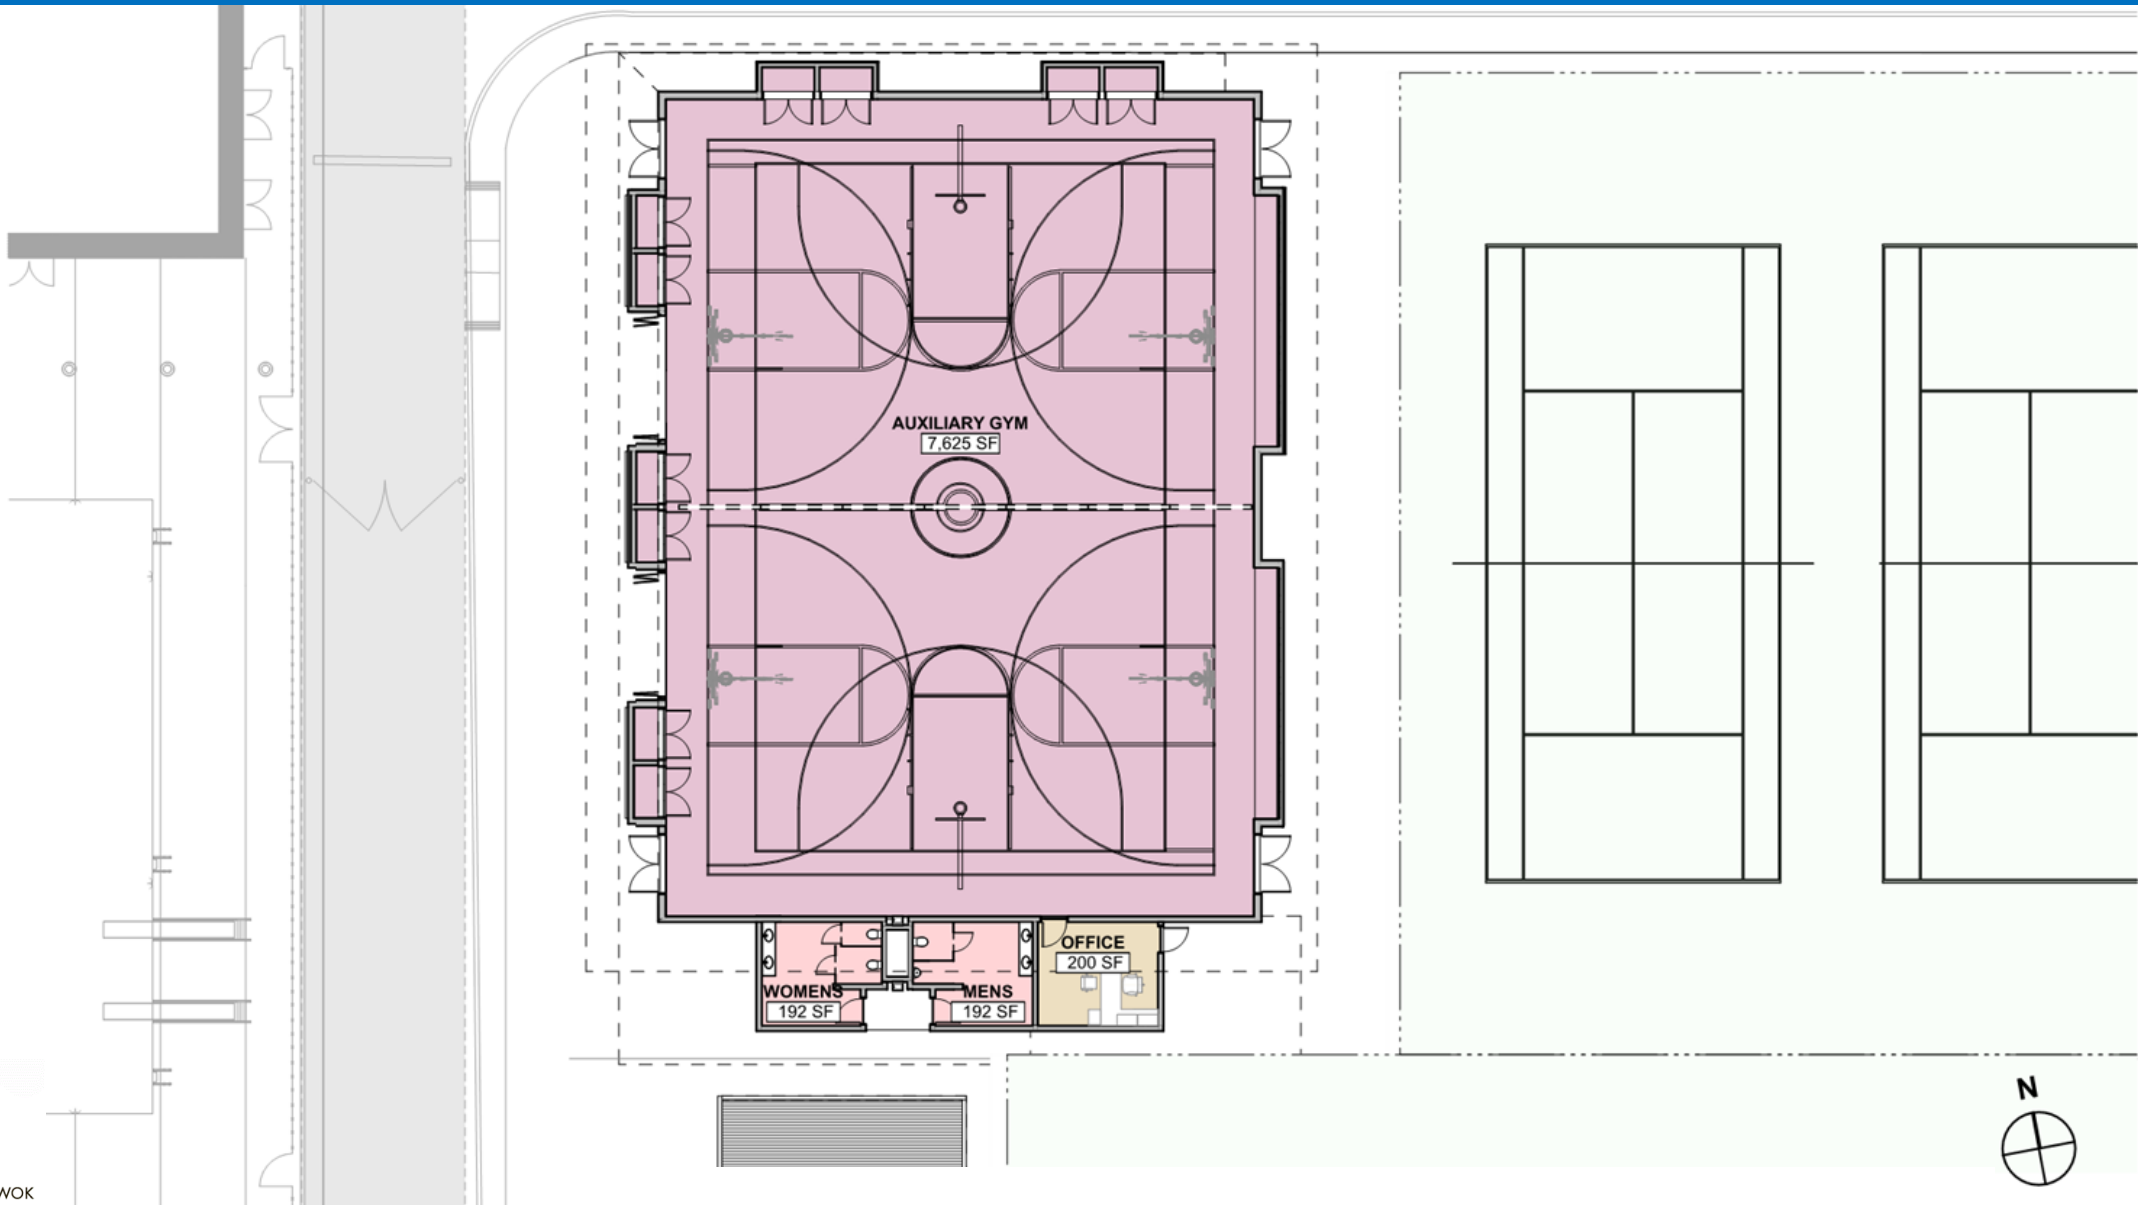 AUXILIARY GYM
7,625 SF
OFFICE
200 SF
WOMENS
192 SF
MENS
192 SF
N
WOK